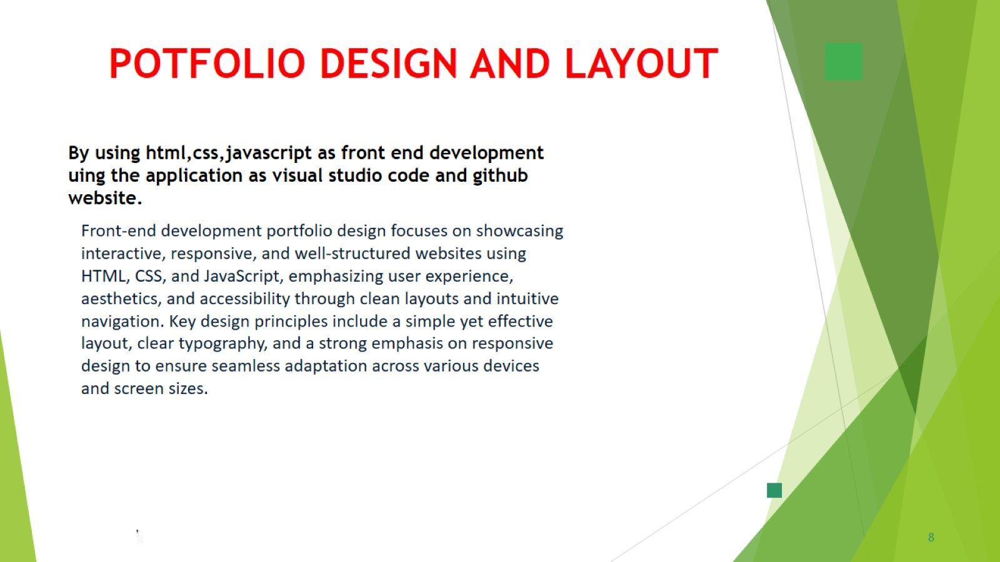 POTFOLIO DESIGN AND LAYOUT
By using html,css,javascript as front end development
uing the application as visual studio code and github
website.
Front-end development portfolio design focuses on showcasing
interactive, responsive, and well-structured websites using
HTML, CSS, and JavaScript, emphasizing user experience,
aesthetics, and accessibility through clean layouts and intuitive
navigation. Key design principles include a simple yet effective
layout, clear typography, and a strong emphasis on responsive
design to ensure seamless adaptation across various devices
and screen sizes.
8